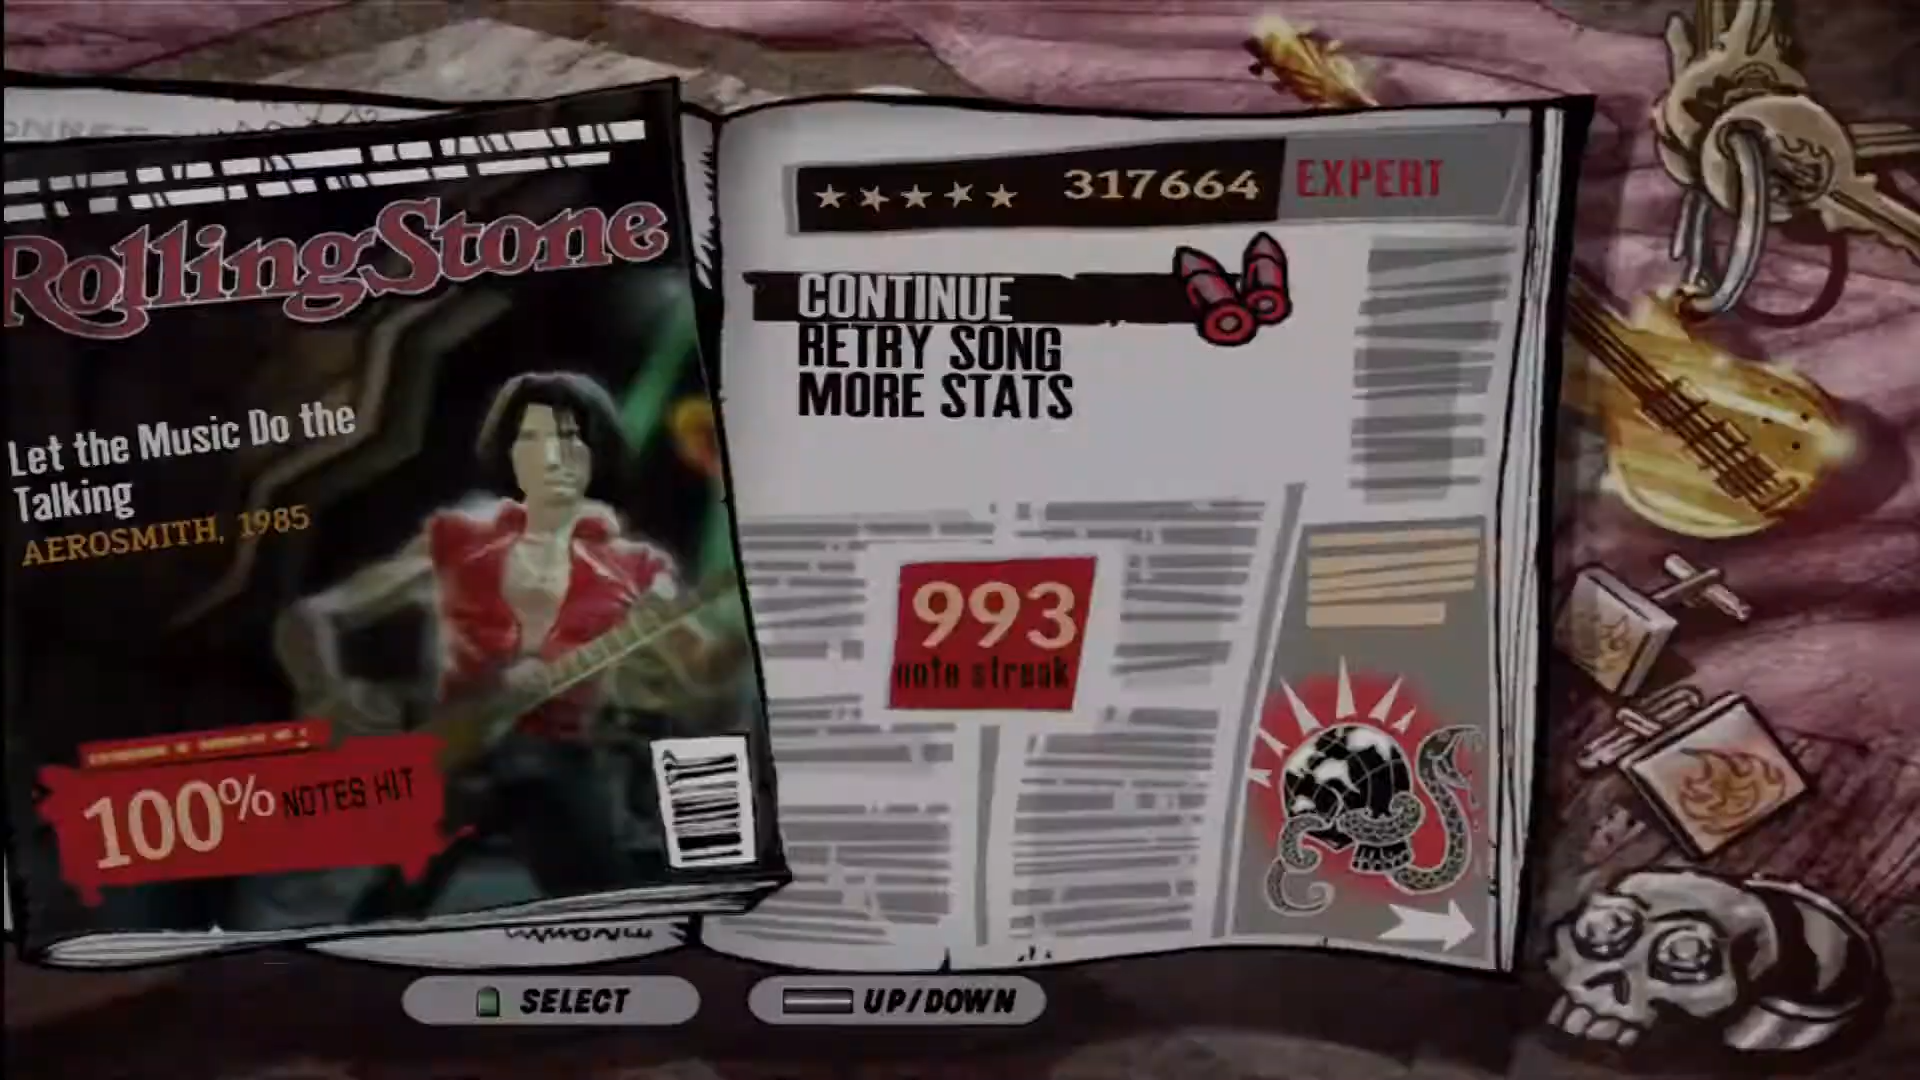 RollingStone
Let the Music Do the
Talking
AEROSMITH, 1985
100% NOTES HIT
317664 EXPERT
CONTINUE
RETRY SONG
MORE STATS
993
note streak
SELECT
UP/DOWN